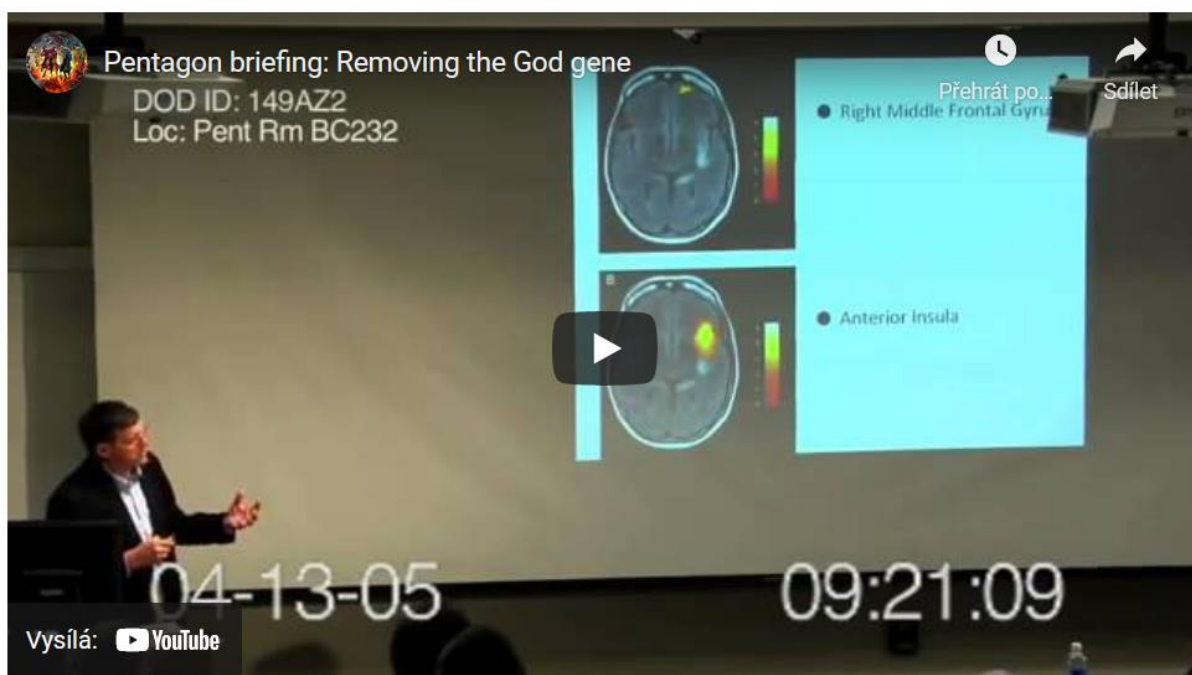 Pentagon briefing: Removing the God gene
DOD ID: 149AZ2
Loc: Pent Rm BC232
Přehrát po...
Sdílet
Right Middle Frontal Gyru
B
Anterior Insula
04-13-05
09:21:09
Vysílá: YouTube